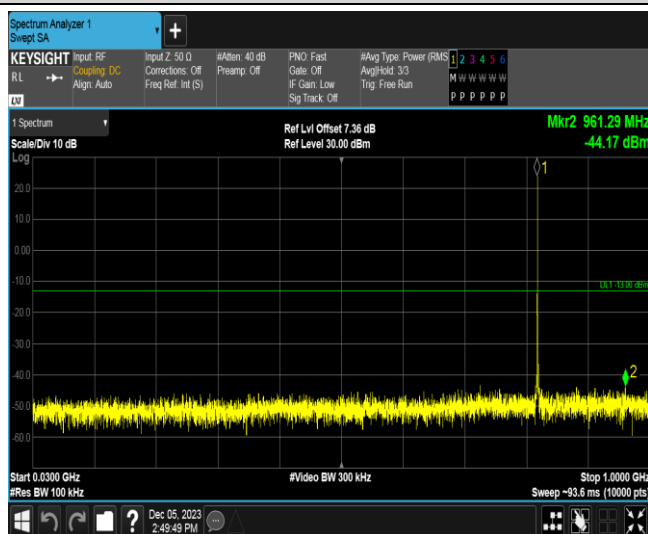 Spectrum Analyzer 1
Swept SA
+
KEYSIGHT
RL
LXI
Input: RF
Coupling: DC
Align: Auto
Input Z: 50 Ω
Corrections: Off
Freq Ref: Int (S)
#Atten: 40 dB
Preamp: Off
PNO: Fast
Gate: Off
IF Gain: Low
Sig Track: Off
#Avg Type: Power (RMS
Avg|Hold: 3/3
Trig: Free Run
1 2 3 4 5 6
M W W W W W
P P P P P P
1 Spectrum
Scale/Div 10 dB
Ref Lvl Offset 7.36 dB
Ref Level 30.00 dBm
Mkr2 961.29 MHz
-44.17 dBm
Log
1
20.0
10.0
0.00
-10.0
DL1 -13.00 dBm
-20.0
-30.0
-40.0
2
-50.0
-60.0
Start 0.0300 GHz
#Video BW 300 kHz
Stop 1.0000 GHz
#Res BW 100 kHz
Sweep ~93.6 ms (10000 pts)
?
Dec 05, 2023
2:49:49 PM